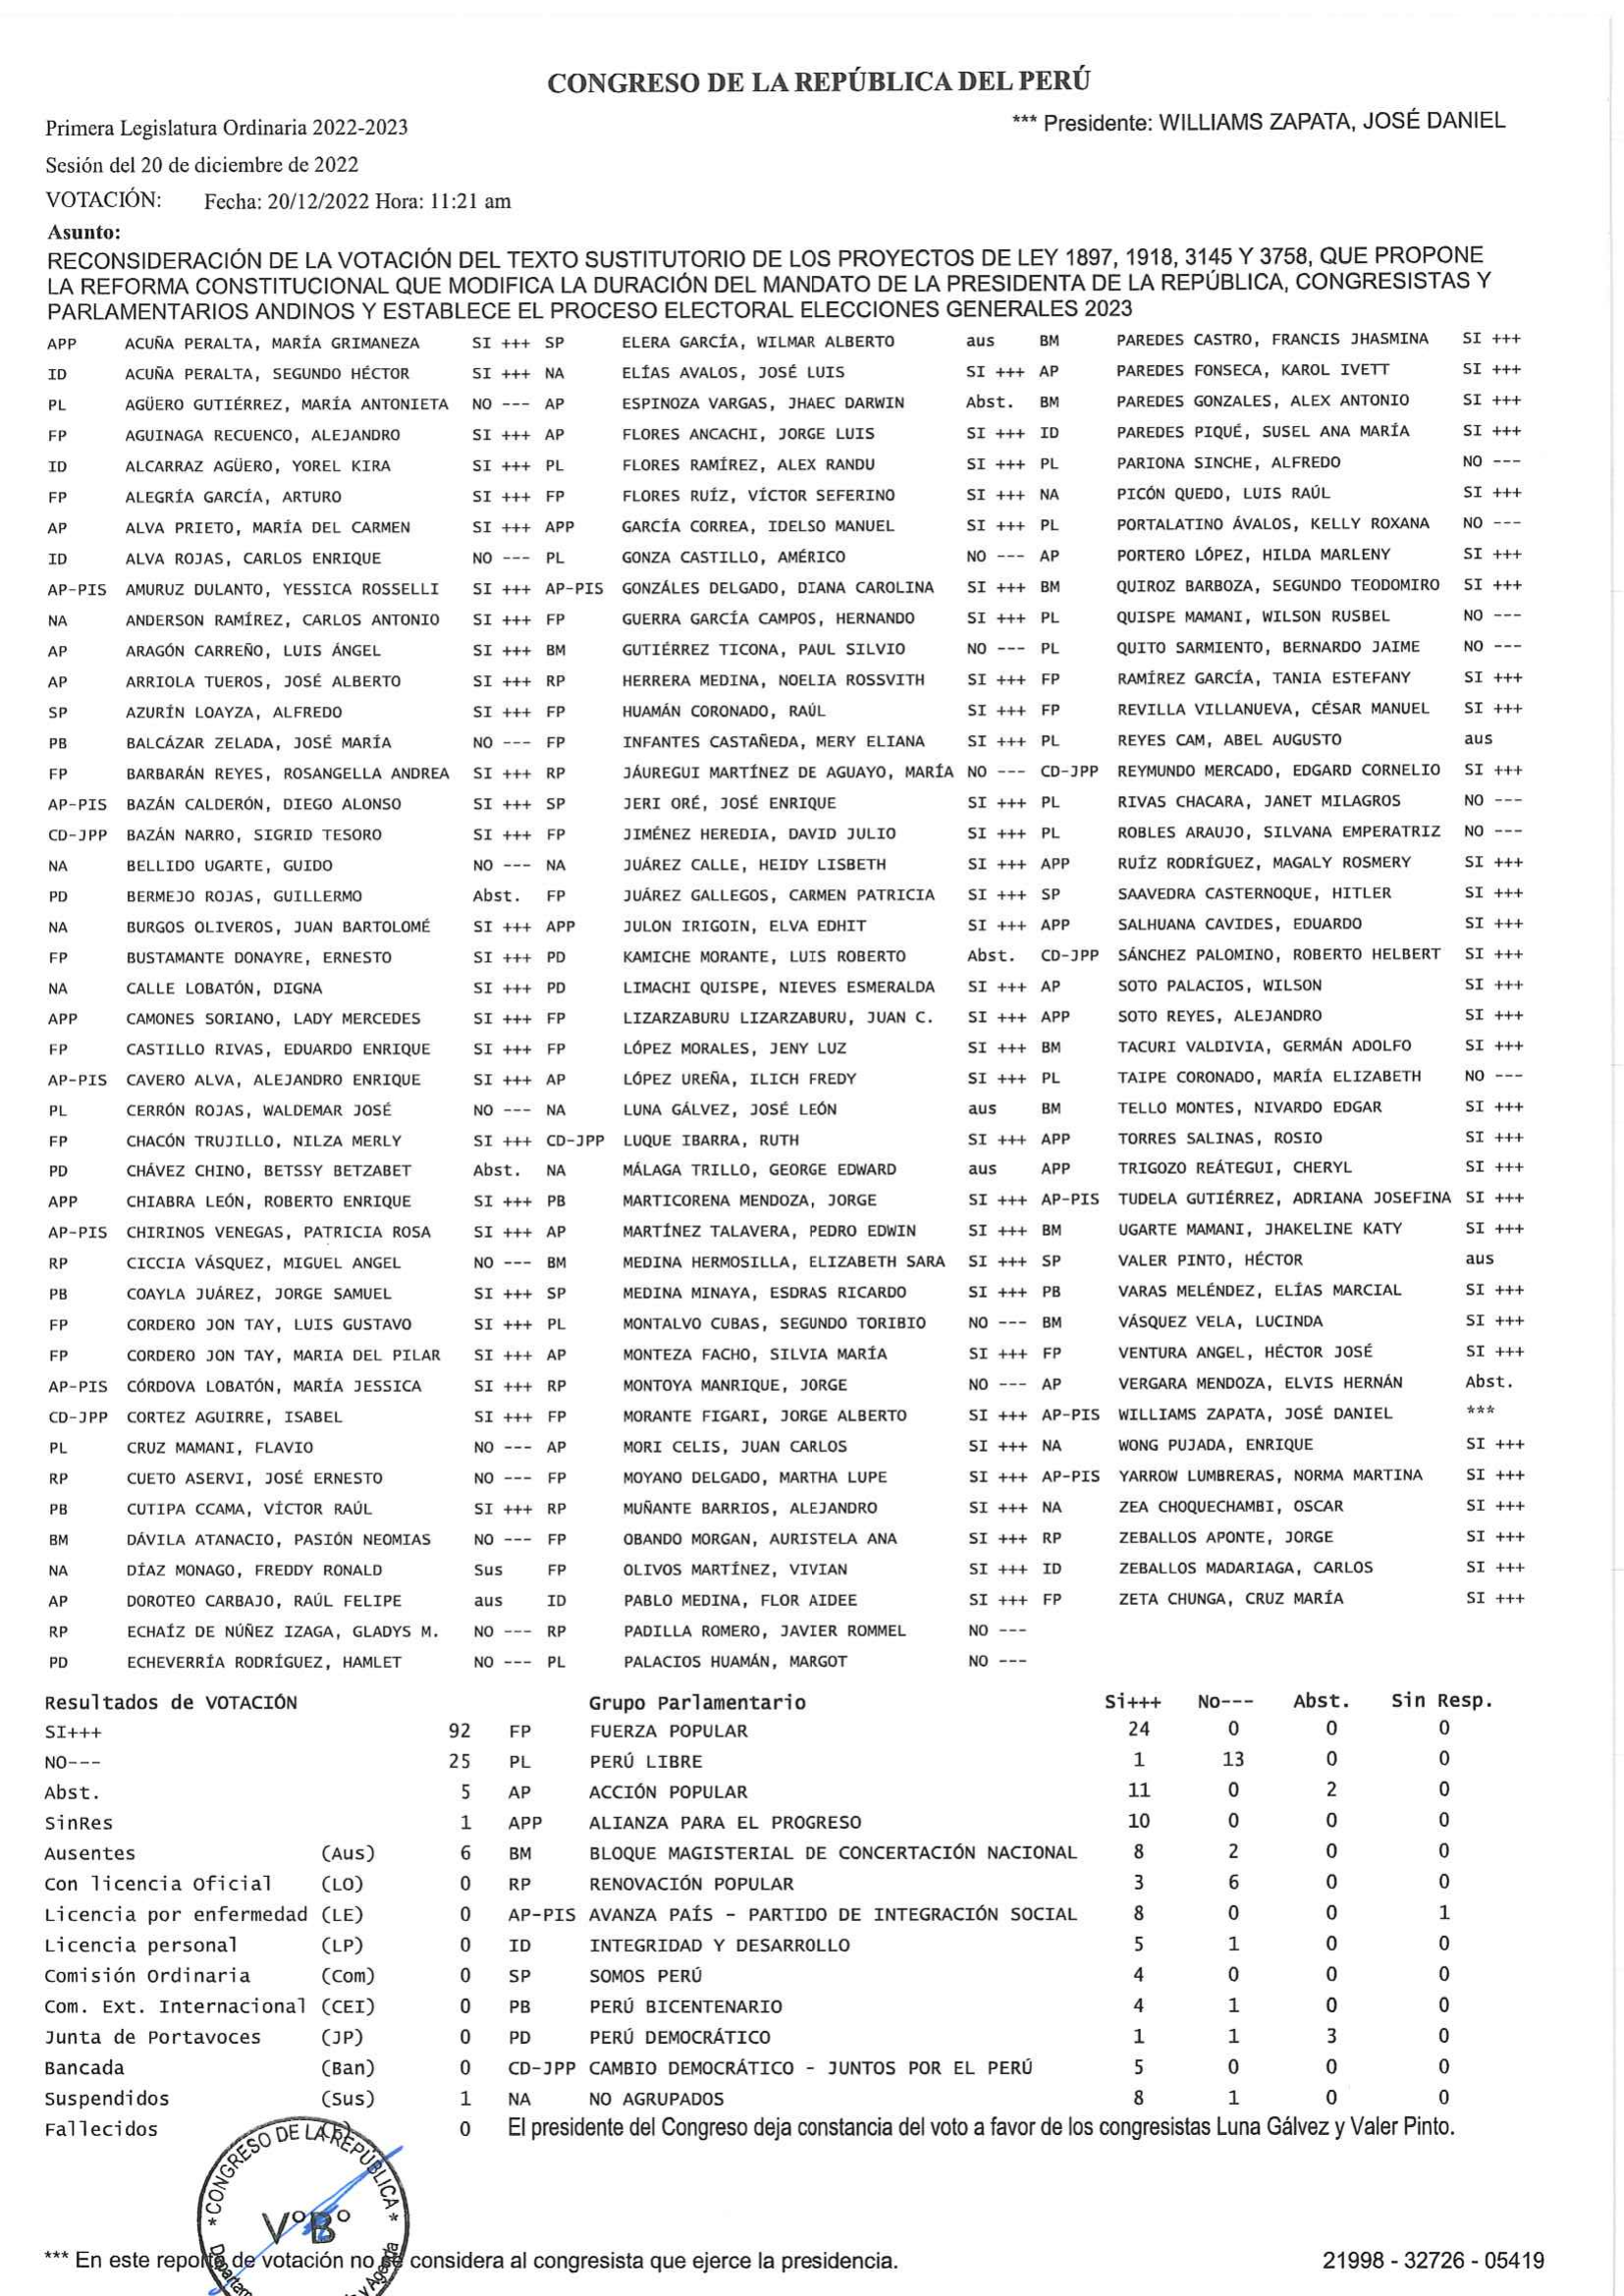 CONGRESO DE LA REPÚBLICA DEL PERÚ
Primera Legislatura Ordinaria 2022-2023 *** Presidente: WILLIAMS ZAPATA, JOSÉ DANIEL
Sesión del 20 de diciembre de 2022
VOTACIÓN: Fecha: 20/12/2022 Hora: 11:21 am
Asunto:
RECONSIDERACIÓN DE LA VOTACIÓN DEL TEXTO SUSTITUTORIO DE LOS PROYECTOS DE LEY 1897, 1918, 3145 Y 3758, QUE PROPONE
LA REFORMA CONSTITUCIONAL QUE MODIFICA LA DURACIÓN DEL MANDATO DE LA PRESIDENTA DE LA REPÚBLICA, CONGRESISTAS Y
PARLAMENTARIOS ANDINOS Y ESTABLECE EL PROCESO ELECTORAL ELECCIONES GENERALES 2023
APP ACUÑA PERALTA, MARÍA GRIMANEZA SI +++ SP ELERA GARCÍA, WILMAR ALBERTO aus BM PAREDES CASTRO, FRANCIS JHASMINA SI +++
ID ACUÑA PERALTA, SEGUNDO HÉCTOR SI +++ NA ELÍAS AVALOS, JOSÉ LUIS SI +++ AP PAREDES FONSECA, KAROL IVETT SI +++
PL AGÜERO GUTIÉRREZ, MARÍA ANTONIETA NO --- AP ESPINOZA VARGAS, JHAEC DARWIN Abst. BM PAREDES GONZALES, ALEX ANTONIO SI +++
FP AGUINAGA RECUENCO, ALEJANDRO SI +++ AP FLORES ANCACHI, JORGE LUIS SI +++ ID PAREDES PIQUÉ, SUSEL ANA MARÍA SI +++
ID ALCARRAZ AGÜERO, YOREL KIRA SI +++ PL FLORES RAMÍREZ, ALEX RANDU SI +++ PL PARIONA SINCHE, ALFREDO NO ---
FP ALEGRÍA GARCÍA, ARTURO SI +++ FP FLORES RUÍZ, VÍCTOR SEFERINO SI +++ NA PICÓN QUEDO, LUIS RAÚL SI +++
AP ALVA PRIETO, MARÍA DEL CARMEN SI +++ APP GARCÍA CORREA, IDELSO MANUEL SI +++ PL PORTALATINO ÁVALOS, KELLY ROXANA NO ---
ID ALVA ROJAS, CARLOS ENRIQUE NO --- PL GONZA CASTILLO, AMÉRICO NO --- AP PORTERO LÓPEZ, HILDA MARLENY SI +++
AP-PIS AMURUZ DULANTO, YESSICA ROSSELLI SI +++ AP-PIS GONZÁLES DELGADO, DIANA CAROLINA SI +++ BM QUIROZ BARBOZA, SEGUNDO TEODOMIRO SI +++
NA ANDERSON RAMÍREZ, CARLOS ANTONIO SI +++ FP GUERRA GARCÍA CAMPOS, HERNANDO SI +++ PL QUISPE MAMANI, WILSON RUSBEL NO ---
AP ARAGÓN CARREÑO, LUIS ÁNGEL SI +++ BM GUTIÉRREZ TICONA, PAUL SILVIO NO --- PL QUITO SARMIENTO, BERNARDO JAIME NO ---
AP ARRIOLA TUEROS, JOSÉ ALBERTO SI +++ RP HERRERA MEDINA, NOELIA ROSSVITH SI +++ FP RAMÍREZ GARCÍA, TANIA ESTEFANY SI +++
SP AZURÍN LOAYZA, ALFREDO SI +++ FP HUAMÁN CORONADO, RAÚL SI +++ FP REVILLA VILLANUEVA, CÉSAR MANUEL SI +++
PB BALCÁZAR ZELADA, JOSÉ MARÍA NO --- FP INFANTES CASTAÑEDA, MERY ELIANA SI +++ PL REYES CAM, ABEL AUGUSTO aus
FP BARBARÁN REYES, ROSANGELLA ANDREA SI +++ RP JÁUREGUI MARTÍNEZ DE AGUAYO, MARÍA NO --- CD-JPP REYMUNDO MERCADO, EDGARD CORNELIO SI +++
AP-PIS BAZÁN CALDERÓN, DIEGO ALONSO SI +++ SP JERI ORÉ, JOSÉ ENRIQUE SI +++ PL RIVAS CHACARA, JANET MILAGROS NO ---
CD-JPP BAZÁN NARRO, SIGRID TESORO SI +++ FP JIMÉNEZ HEREDIA, DAVID JULIO SI +++ PL ROBLES ARAUJO, SILVANA EMPERATRIZ NO ---
NA BELLIDO UGARTE, GUIDO NO --- NA JUÁREZ CALLE, HEIDY LISBETH SI +++ APP RUÍZ RODRÍGUEZ, MAGALY ROSMERY SI +++
PD BERMEJO ROJAS, GUILLERMO Abst. FP JUÁREZ GALLEGOS, CARMEN PATRICIA SI +++ SP SAAVEDRA CASTERNOQUE, HITLER SI +++
NA BURGOS OLIVEROS, JUAN BARTOLOMÉ SI +++ APP JULON IRIGOIN, ELVA EDHIT SI +++ APP SALHUANA CAVIDES, EDUARDO SI +++
FP BUSTAMANTE DONAYRE, ERNESTO SI +++ PD KAMICHE MORANTE, LUIS ROBERTO Abst. CD-JPP SÁNCHEZ PALOMINO, ROBERTO HELBERT SI +++
NA CALLE LOBATÓN, DIGNA SI +++ PD LIMACHI QUISPE, NIEVES ESMERALDA SI +++ AP SOTO PALACIOS, WILSON SI +++
APP CAMONES SORIANO, LADY MERCEDES SI +++ FP LIZARZABURU LIZARZABURU, JUAN C. SI +++ APP SOTO REYES, ALEJANDRO SI +++
FP CASTILLO RIVAS, EDUARDO ENRIQUE SI +++ FP LÓPEZ MORALES, JENY LUZ SI +++ BM TACURI VALDIVIA, GERMÁN ADOLFO SI +++
AP-PIS CAVERO ALVA, ALEJANDRO ENRIQUE SI +++ AP LÓPEZ UREÑA, ILICH FREDY SI +++ PL TAIPE CORONADO, MARÍA ELIZABETH NO ---
PL CERRÓN ROJAS, WALDEMAR JOSÉ NO --- NA LUNA GÁLVEZ, JOSÉ LEÓN aus BM TELLO MONTES, NIVARDO EDGAR SI +++
FP CHACÓN TRUJILLO, NILZA MERLY SI +++ CD-JPP LUQUE IBARRA, RUTH SI +++ APP TORRES SALINAS, ROSIO SI +++
PD CHÁVEZ CHINO, BETSSY BETZABET Abst. NA MÁLAGA TRILLO, GEORGE EDWARD aus APP TRIGOZO REÁTEGUI, CHERYL SI +++
APP CHIABRA LEÓN, ROBERTO ENRIQUE SI +++ PB MARTICORENA MENDOZA, JORGE SI +++ AP-PIS TUDELA GUTIÉRREZ, ADRIANA JOSEFINA SI +++
AP-PIS CHIRINOS VENEGAS, PATRICIA ROSA SI +++ AP MARTÍNEZ TALAVERA, PEDRO EDWIN SI +++ BM UGARTE MAMANI, JHAKELINE KATY SI +++
RP CICCIA VÁSQUEZ, MIGUEL ANGEL NO --- BM MEDINA HERMOSILLA, ELIZABETH SARA SI +++ SP VALER PINTO, HÉCTOR aus
PB COAYLA JUÁREZ, JORGE SAMUEL SI +++ SP MEDINA MINAYA, ESDRAS RICARDO SI +++ PB VARAS MELÉNDEZ, ELÍAS MARCIAL SI +++
FP CORDERO JON TAY, LUIS GUSTAVO SI +++ PL MONTALVO CUBAS, SEGUNDO TORIBIO NO --- BM VÁSQUEZ VELA, LUCINDA SI +++
FP CORDERO JON TAY, MARIA DEL PILAR SI +++ AP MONTEZA FACHO, SILVIA MARÍA SI +++ FP VENTURA ANGEL, HÉCTOR JOSÉ SI +++
AP-PIS CÓRDOVA LOBATÓN, MARÍA JESSICA SI +++ RP MONTOYA MANRIQUE, JORGE NO --- AP VERGARA MENDOZA, ELVIS HERNÁN Abst.
CD-JPP CORTEZ AGUIRRE, ISABEL SI +++ FP MORANTE FIGARI, JORGE ALBERTO SI +++ AP-PIS WILLIAMS ZAPATA, JOSÉ DANIEL ***
PL CRUZ MAMANI, FLAVIO NO --- AP MORI CELIS, JUAN CARLOS SI +++ NA WONG PUJADA, ENRIQUE SI +++
RP CUETO ASERVI, JOSÉ ERNESTO NO --- FP MOYANO DELGADO, MARTHA LUPE SI +++ AP-PIS YARROW LUMBRERAS, NORMA MARTINA SI +++
PB CUTIPA CCAMA, VÍCTOR RAÚL SI +++ RP MUÑANTE BARRIOS, ALEJANDRO SI +++ NA ZEA CHOQUECHAMBI, OSCAR SI +++
BM DÁVILA ATANACIO, PASIÓN NEOMIAS NO --- FP OBANDO MORGAN, AURISTELA ANA SI +++ RP ZEBALLOS APONTE, JORGE SI +++
NA DÍAZ MONAGO, FREDDY RONALD Sus FP OLIVOS MARTÍNEZ, VIVIAN SI +++ ID ZEBALLOS MADARIAGA, CARLOS SI +++
AP DOROTEO CARBAJO, RAÚL FELIPE aus ID PABLO MEDINA, FLOR AIDEE SI +++ FP ZETA CHUNGA, CRUZ MARÍA SI +++
RP ECHAÍZ DE NÚÑEZ IZAGA, GLADYS M. NO --- RP PADILLA ROMERO, JAVIER ROMMEL NO ---
PD ECHEVERRÍA RODRÍGUEZ, HAMLET NO --- PL PALACIOS HUAMÁN, MARGOT NO ---
Resultados de VOTACIÓN Grupo Parlamentario Si+++ No--- Abst. Sin Resp.
SI+++ 92 FP FUERZA POPULAR 24 0 0 0
NO--- 25 PL PERÚ LIBRE 1 13 0 0
Abst. 5 AP ACCIÓN POPULAR 11 0 2 0
SinRes 1 APP ALIANZA PARA EL PROGRESO 10 0 0 0
Ausentes (Aus) 6 BM BLOQUE MAGISTERIAL DE CONCERTACIÓN NACIONAL 8 2 0 0
Con licencia Oficial (LO) 0 RP RENOVACIÓN POPULAR 3 6 0 0
Licencia por enfermedad (LE) 0 AP-PIS AVANZA PAÍS - PARTIDO DE INTEGRACIÓN SOCIAL 8 0 0 1
Licencia personal (LP) 0 ID INTEGRIDAD Y DESARROLLO 5 1 0 0
Comisión Ordinaria (Com) 0 SP SOMOS PERÚ 4 0 0 0
Com. Ext. Internacional (CEI) 0 PB PERÚ BICENTENARIO 4 1 0 0
Junta de Portavoces (JP) 0 PD PERÚ DEMOCRÁTICO 1 1 3 0
Bancada (Ban) 0 CD-JPP CAMBIO DEMOCRÁTICO - JUNTOS POR EL PERÚ 5 0 0 0
Suspendidos (Sus) 1 NA NO AGRUPADOS 8 1 0 0
Fallecidos 0 El presidente del Congreso deja constancia del voto a favor de los congresistas Luna Gálvez y Valer Pinto.
* CONGRESO DE LA REPÚBLICA *
V°B°
*** En este reporte de votación no se considera al congresista que ejerce la presidencia. 21998 - 32726 - 05419